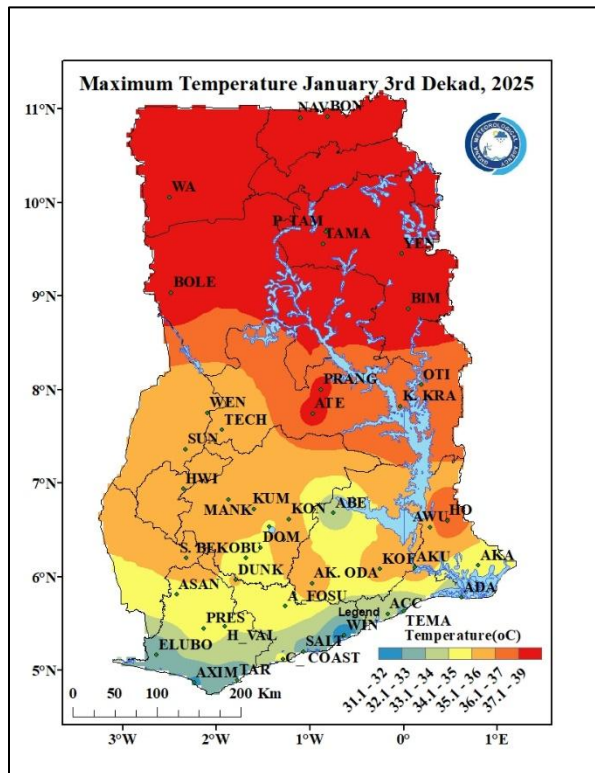 Maximum Temperature January 3rd Dekad, 2025
11°N
10°N
9°N
8°N
7°N
6°N
5°N
NAV
BON
WA
P_TAM
TAMA
YEN
BOLE
BIM
PRANG
OTI
ATE
K. KRA
WEN
TECH
SUN
HWI
MANK
KUM
KON
ABE
AWU
HO
DOM
S. BEKOBU
DUNK
AK. ODA
KOF
AKU
AKA
ASAN
A_FOSU
ACC
ADA
PRES
H_VAL
Legend
WIN
TEMA
Temperature(oC)
ELUBO
SALT
C_COAST
AXIM
TAR
31.1 - 32
32.1 - 33
33.1 - 34
34.1 - 35
35.1 - 36
36.1 - 37
37.1 - 39
0 50 100 200 Km
3°W 2°W 1°W 0° 1°E